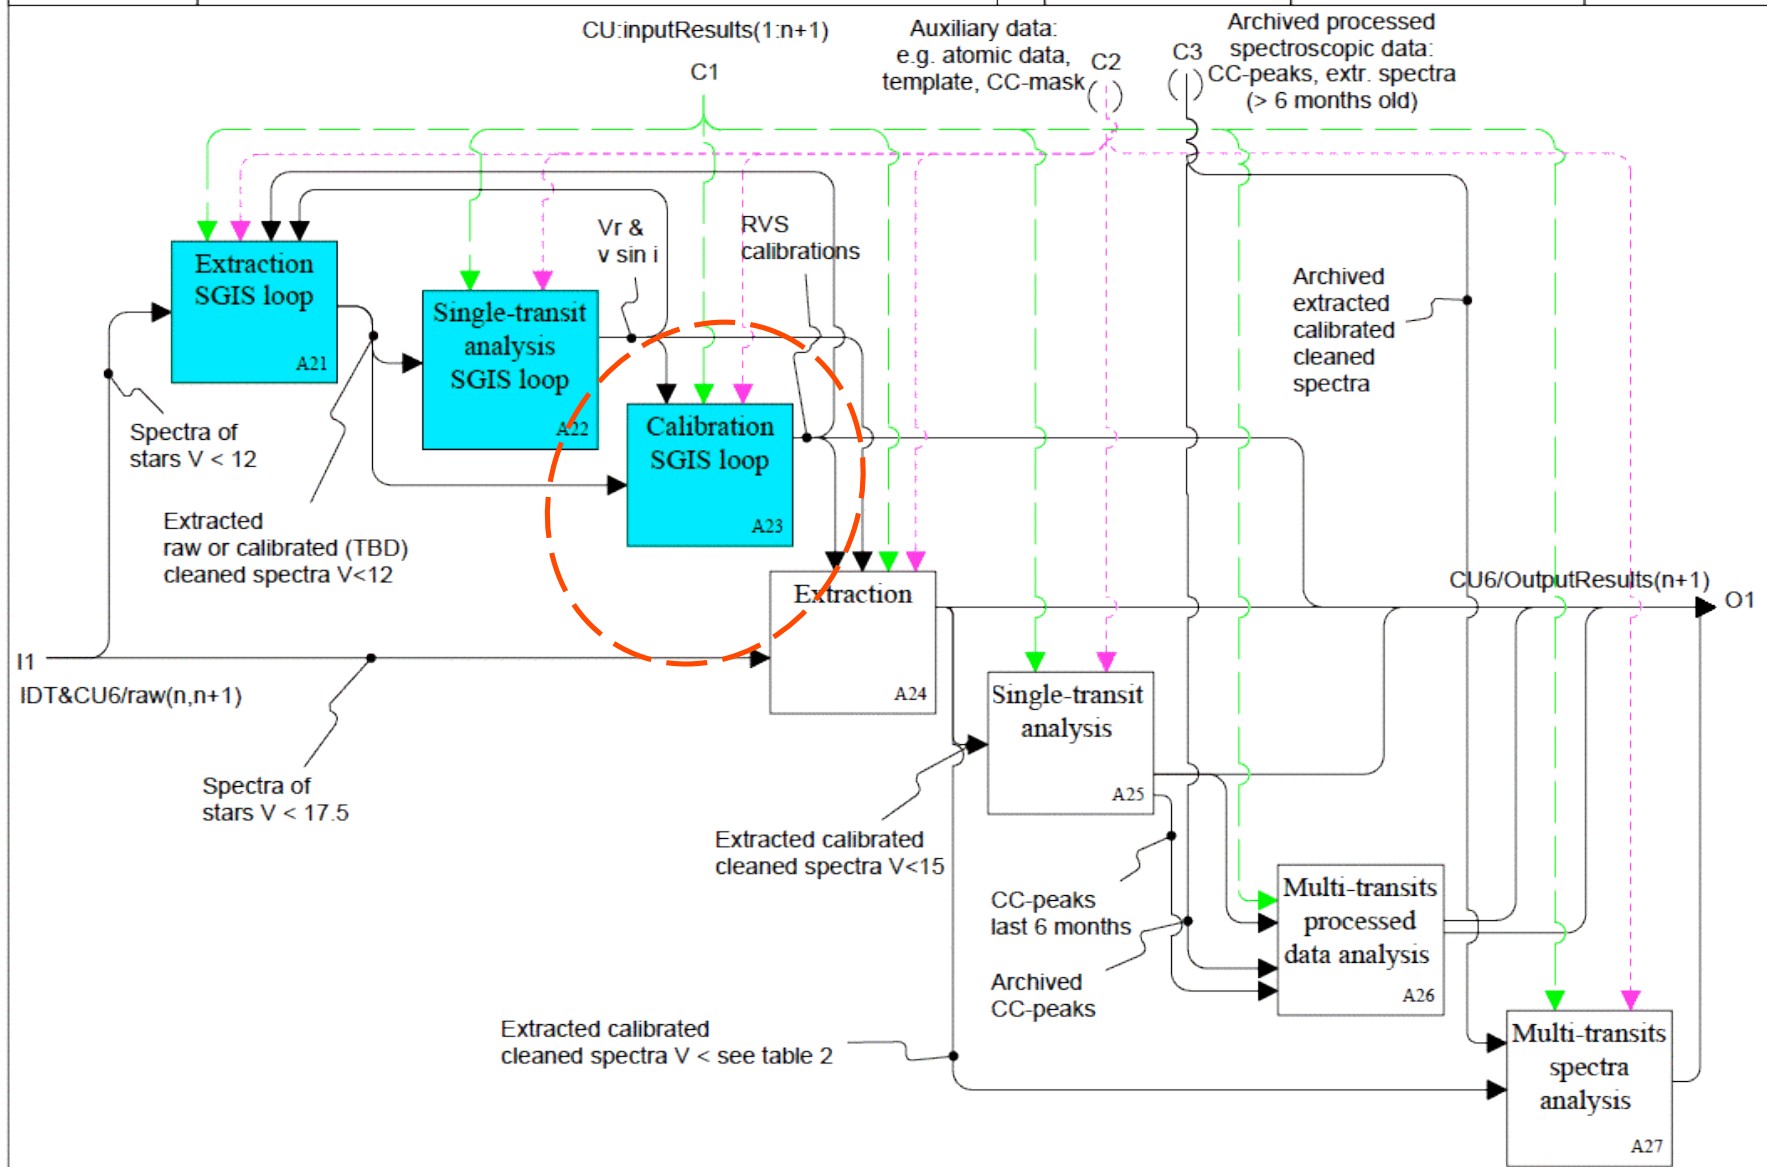 CU:inputResults(1:n+1)
C1
Auxiliary data:
e.g. atomic data,
template, CC-mask
C2
C3
Archived processed
spectroscopic data:
CC-peaks, extr. spectra
(> 6 months old)
Extraction
SGIS loop
A21
Single-transit
analysis
SGIS loop
A22
Vr &
v sin i
RVS
calibrations
Calibration
SGIS loop
A23
Archived
extracted
calibrated
cleaned
spectra
Spectra of
stars V < 12
Extracted
raw or calibrated (TBD)
cleaned spectra V<12
Extraction
A24
CU6/OutputResults(n+1)
O1
I1
IDT&CU6/raw(n,n+1)
Single-transit
analysis
A25
Spectra of
stars V < 17.5
Extracted calibrated
cleaned spectra V<15
CC-peaks
last 6 months
Archived
CC-peaks
Multi-transits
processed
data analysis
A26
Extracted calibrated
cleaned spectra V < see table 2
Multi-transits
spectra
analysis
A27